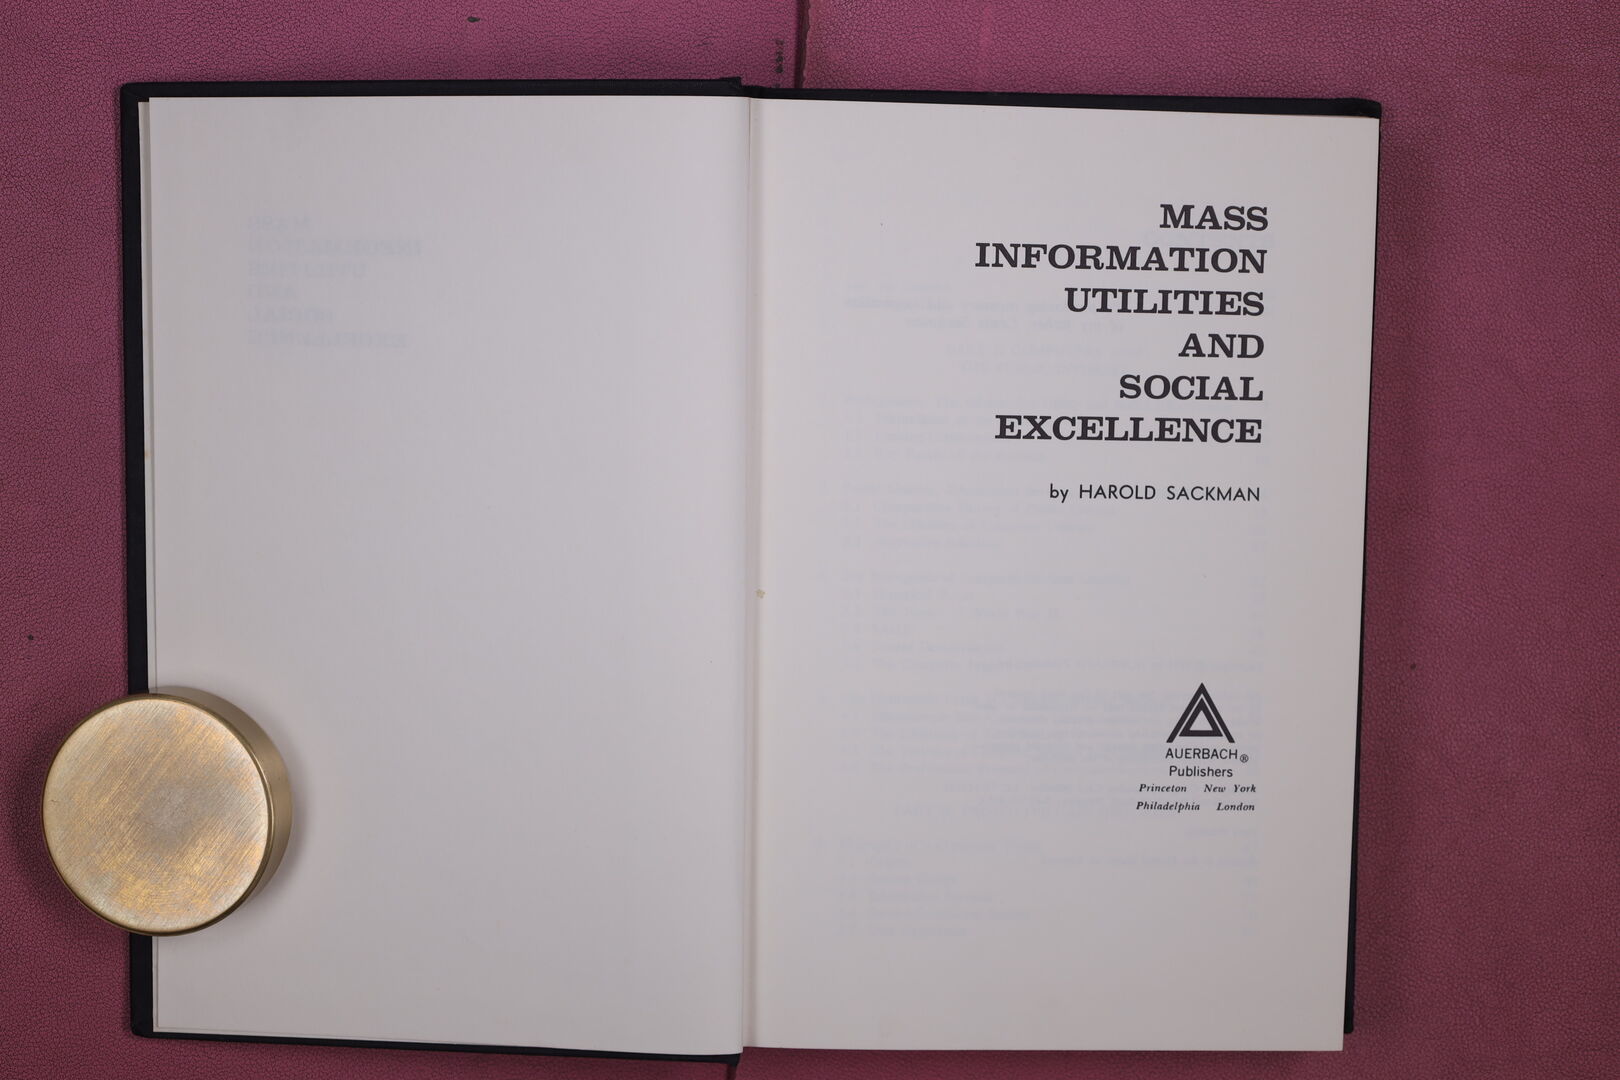 MASS
INFORMATION
UTILITIES
AND
SOCIAL
EXCELLENCE
by HAROLD SACKMAN
AUERBACH®
Publishers
Princeton New York
Philadelphia London